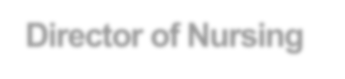 Director of Nursing